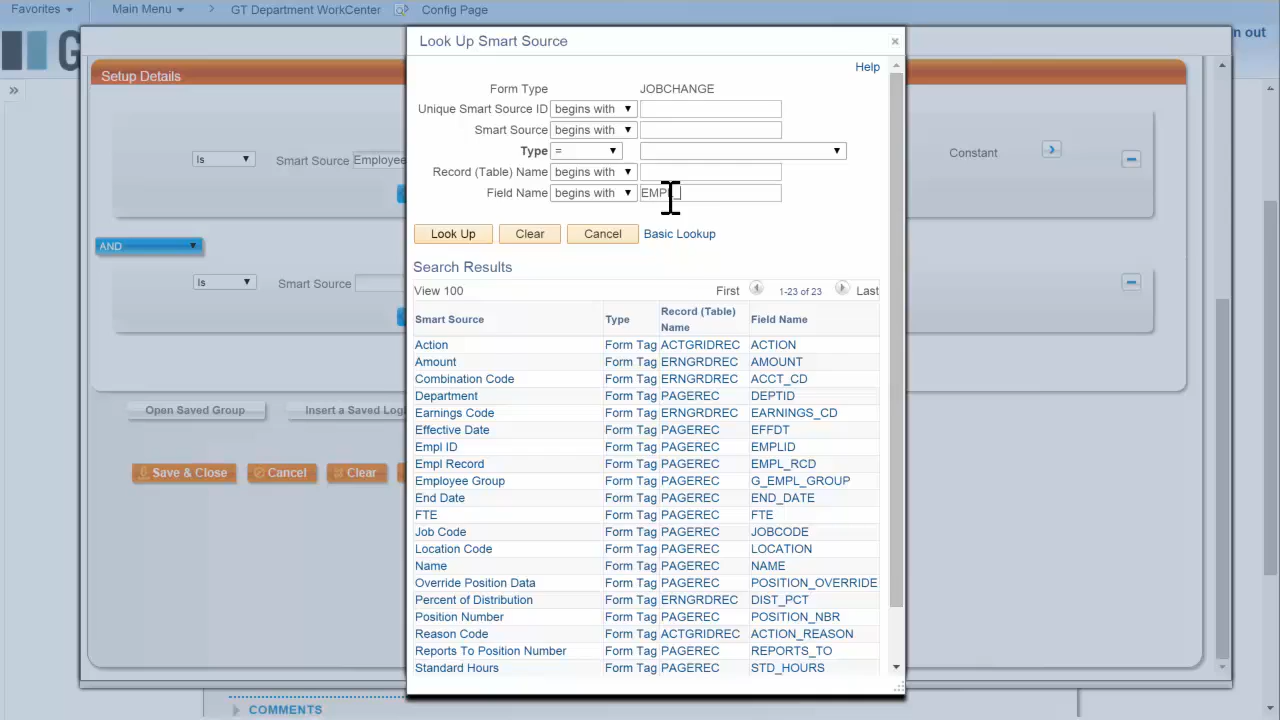 Favorites Main Menu > GT Department WorkCenter Config Page
Look Up Smart Source ×
n out
G
Help
Setup Details
Form Type JOBCHANGE
Unique Smart Source ID begins with
Smart Source begins with
Type =
Is Smart Source Employee
Constant
Record (Table) Name begins with
Field Name begins with EMPL_
Look Up Clear Cancel Basic Lookup
AND
Search Results
Is Smart Source
View 100 First 1-23 of 23 Last
Smart Source Type Record (Table) Name Field Name
Action Form Tag ACTGRIDREC ACTION
Amount Form Tag ERNGRDREC AMOUNT
Combination Code Form Tag ERNGRDREC ACCT_CD
Department Form Tag PAGEREC DEPTID
Earnings Code Form Tag ERNGRDREC EARNINGS_CD
Effective Date Form Tag PAGEREC EFFDT
Empl ID Form Tag PAGEREC EMPLID
Empl Record Form Tag PAGEREC EMPL_RCD
Employee Group Form Tag PAGEREC G_EMPL_GROUP
End Date Form Tag PAGEREC END_DATE
FTE Form Tag PAGEREC FTE
Job Code Form Tag PAGEREC JOBCODE
Location Code Form Tag PAGEREC LOCATION
Name Form Tag PAGEREC NAME
Override Position Data Form Tag PAGEREC POSITION_OVERRIDE
Percent of Distribution Form Tag ERNGRDREC DIST_PCT
Position Number Form Tag PAGEREC POSITION_NBR
Reason Code Form Tag ACTGRIDREC ACTION_REASON
Reports To Position Number Form Tag PAGEREC REPORTS_TO
Standard Hours Form Tag PAGEREC STD_HOURS
Open Saved Group Insert a Saved Log
Save & Close Cancel Clear
COMMENTS